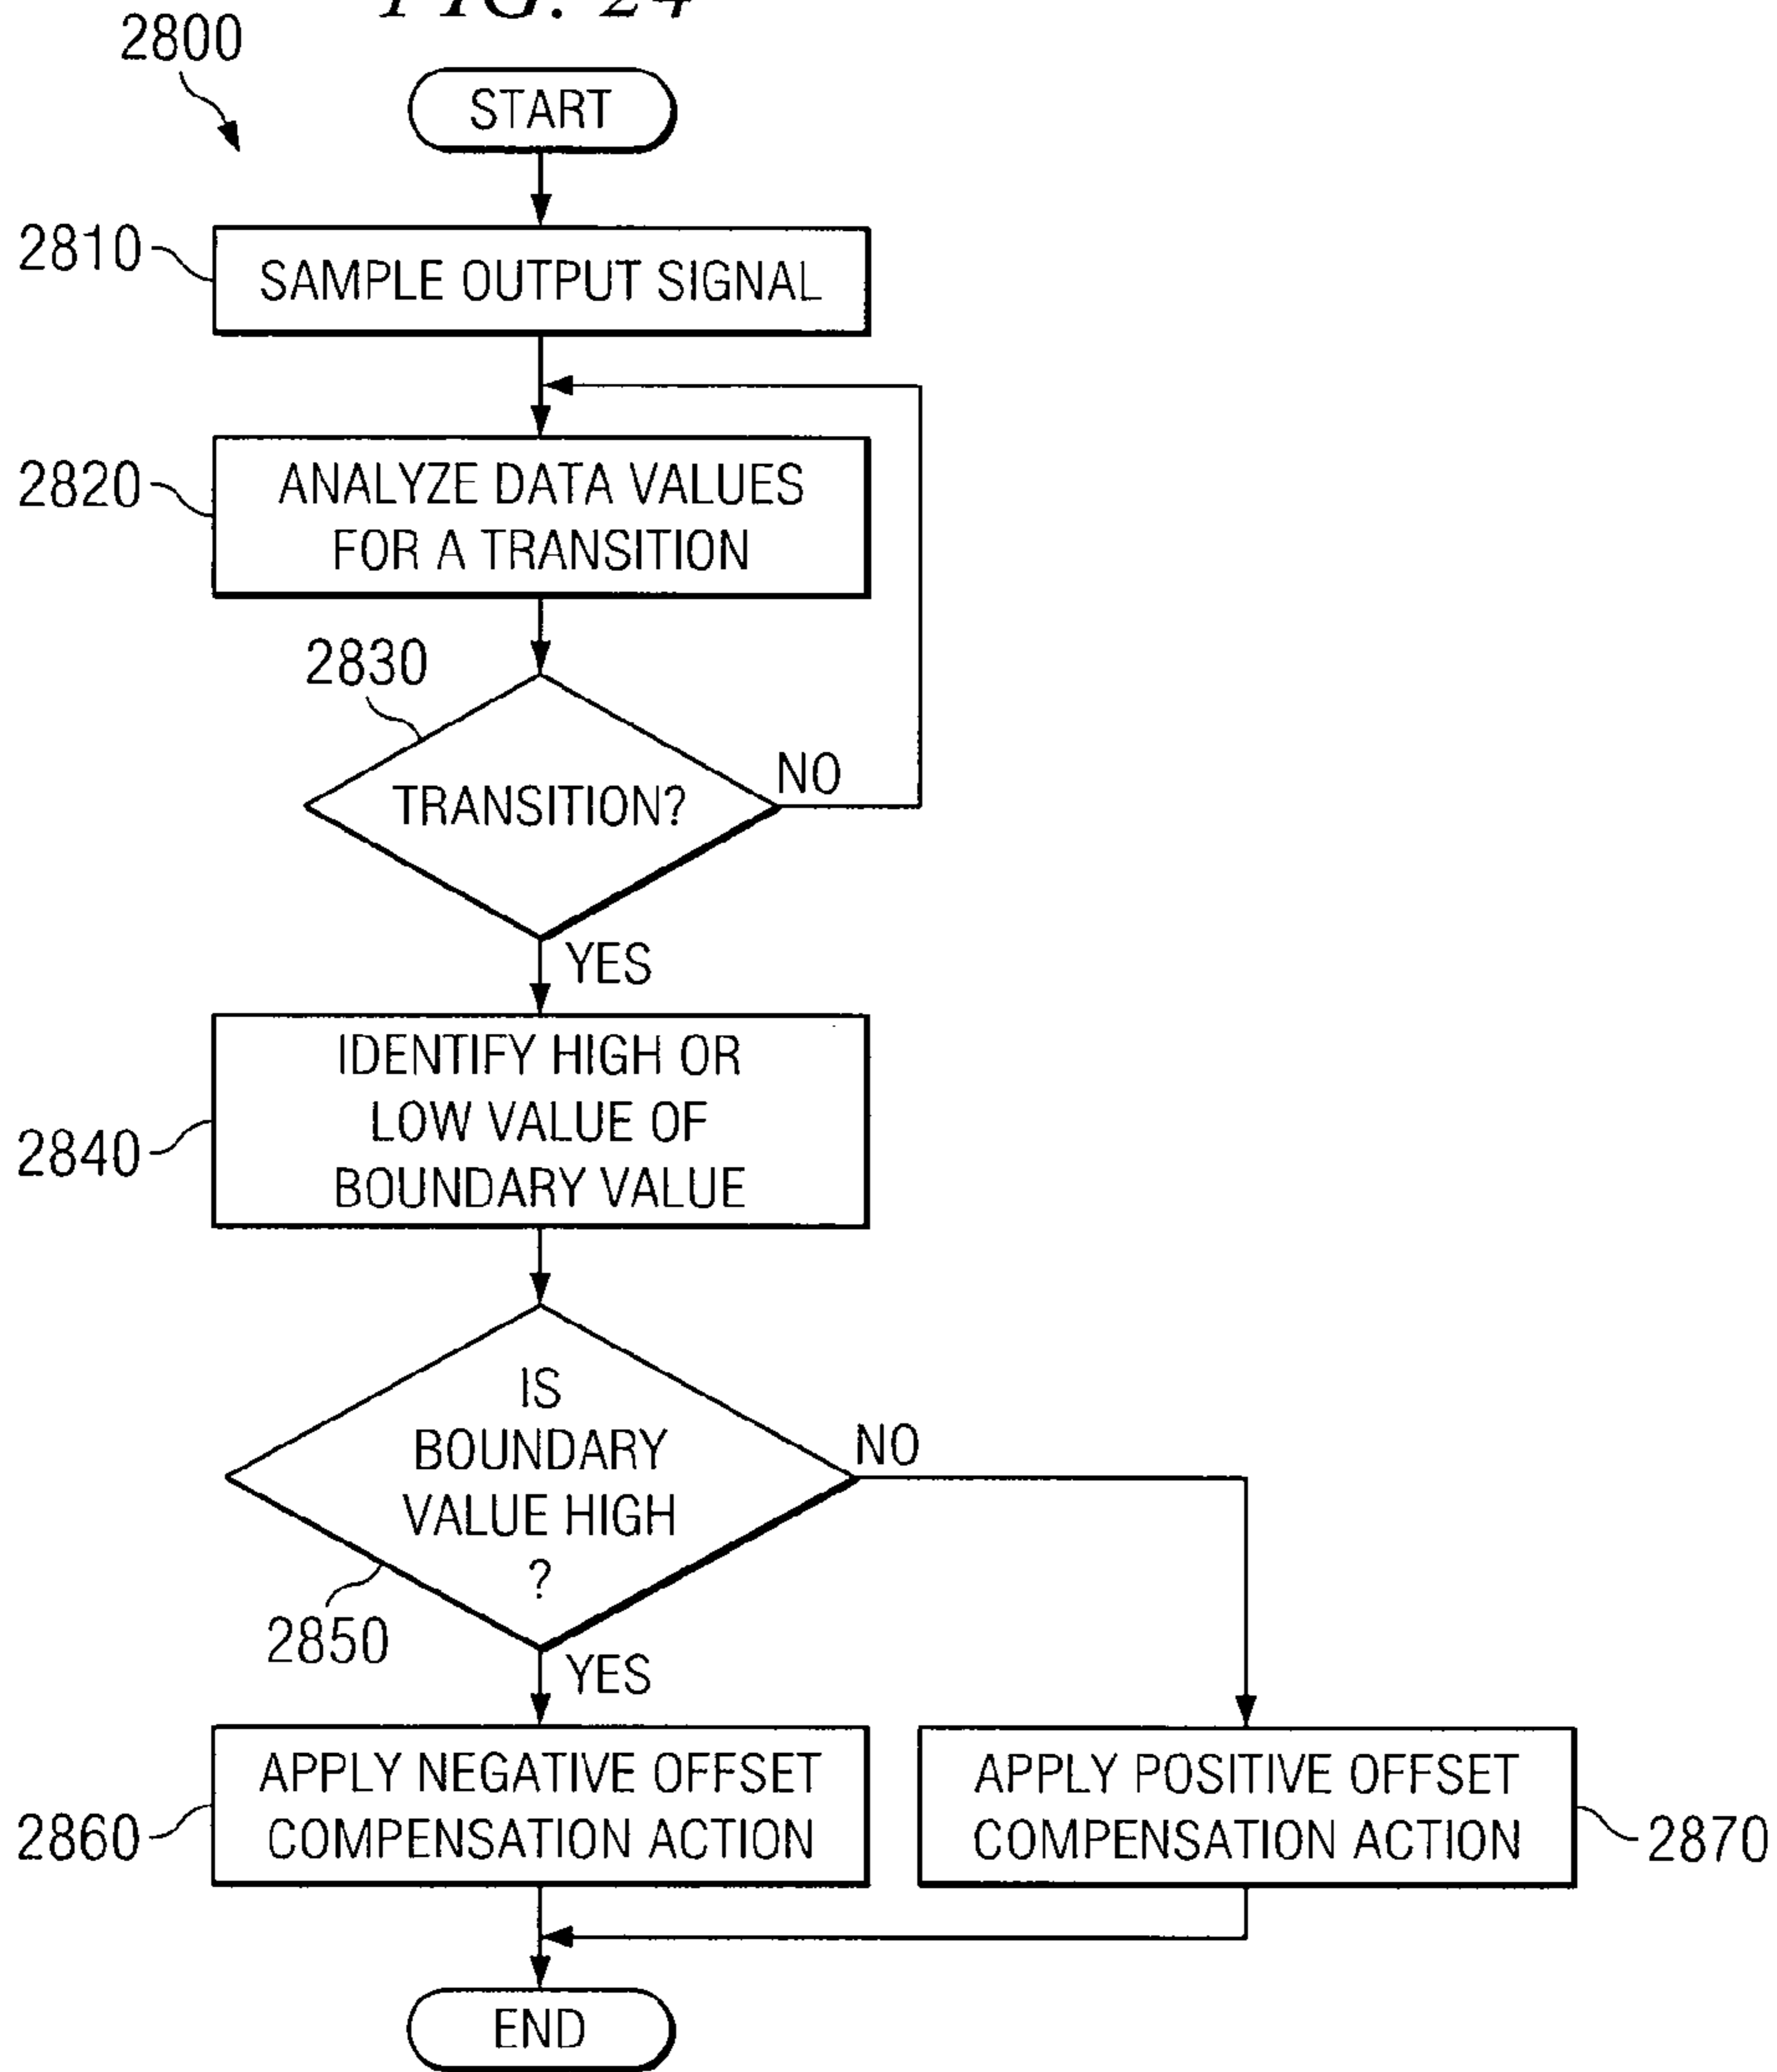 FIG. 24
2800
START
2810
SAMPLE OUTPUT SIGNAL
2820
ANALYZE DATA VALUES
FOR A TRANSITION
2830
TRANSITION?
NO
YES
2840
IDENTIFY HIGH OR
LOW VALUE OF
BOUNDARY VALUE
IS
BOUNDARY
VALUE HIGH
?
NO
2850
YES
2860
APPLY NEGATIVE OFFSET
COMPENSATION ACTION
APPLY POSITIVE OFFSET
COMPENSATION ACTION
2870
END